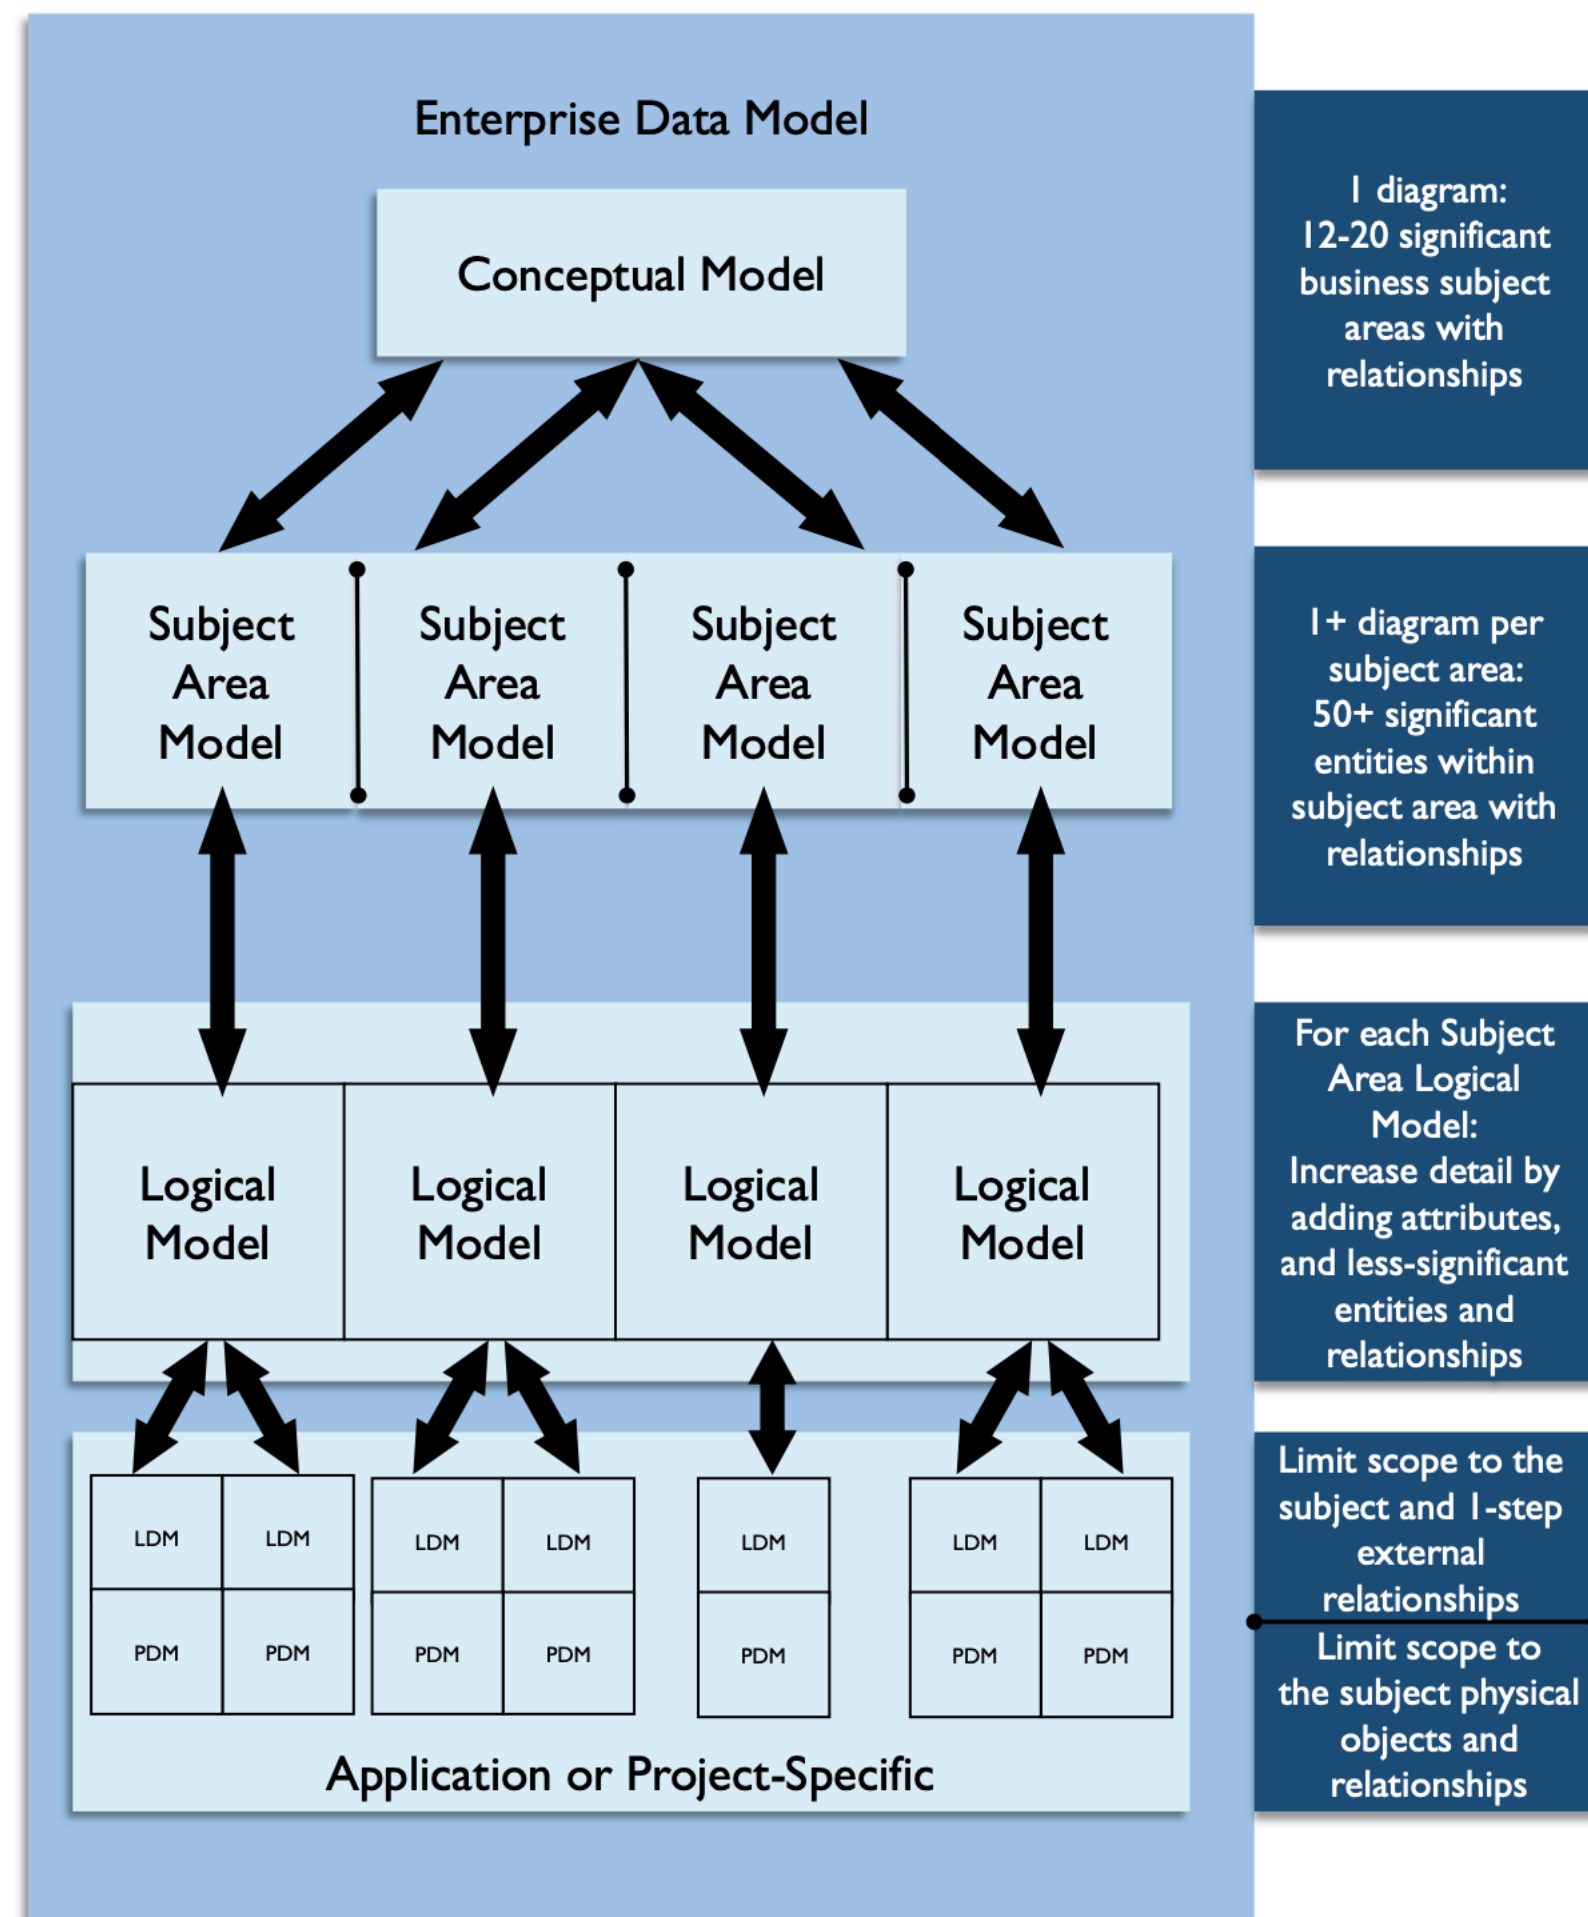 Enterprise Data Model
Conceptual Model
1 diagram:
12-20 significant
business subject
areas with
relationships
Subject
Area
Model
Subject
Area
Model
Subject
Area
Model
Subject
Area
Model
1+ diagram per
subject area:
50+ significant
entities within
subject area with
relationships
Logical
Model
Logical
Model
Logical
Model
Logical
Model
For each Subject
Area Logical
Model:
Increase detail by
adding attributes,
and less-significant
entities and
relationships
LDM
LDM
LDM
LDM
LDM
LDM
LDM
PDM
PDM
PDM
PDM
PDM
PDM
PDM
Application or Project-Specific
Limit scope to the
subject and 1-step
external
relationships
Limit scope to
the subject physical
objects and
relationships